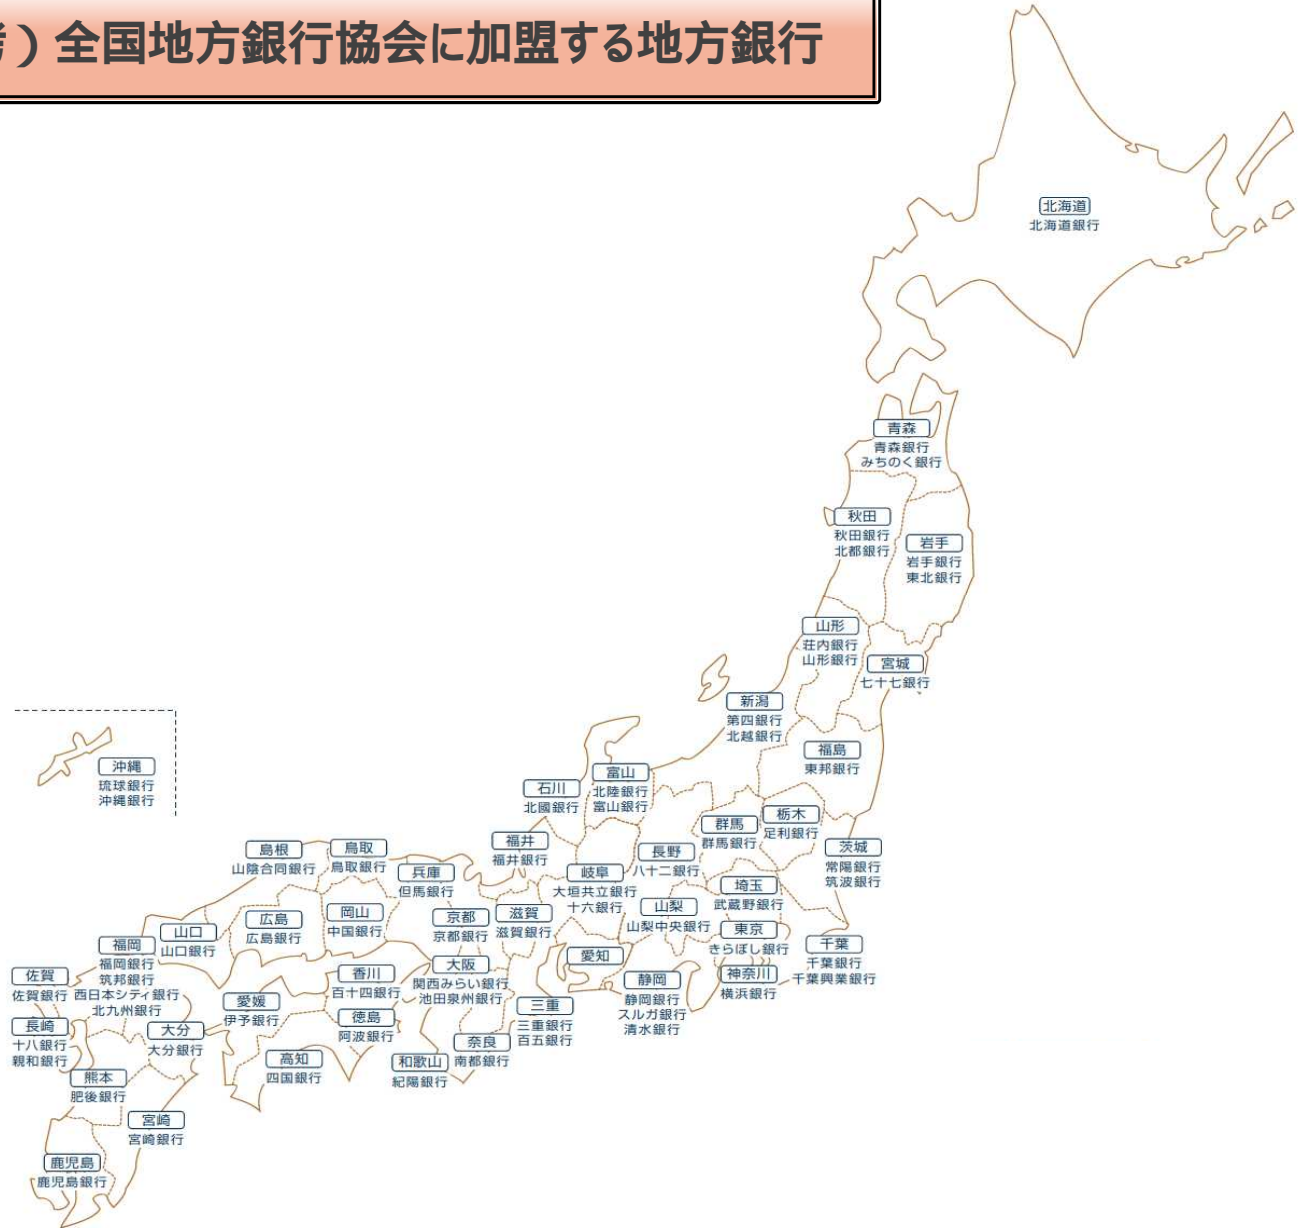 考）全国地方銀行協会に加盟する地方銀行
北海道
北海道銀行
青森
青森銀行
みちのく銀行
秋田
秋田銀行
北都銀行
岩手
岩手銀行
東北銀行
山形
荘内銀行
山形銀行
宮城
七十七銀行
新潟
第四銀行
北越銀行
福島
東邦銀行
富山
北陸銀行
富山銀行
石川
北國銀行
福井
福井銀行
群馬
群馬銀行
栃木
足利銀行
茨城
常陽銀行
筑波銀行
長野
八十二銀行
岐阜
大垣共立銀行
十六銀行
埼玉
武蔵野銀行
山梨
山梨中央銀行
東京
きらぼし銀行
千葉
千葉銀行
千葉興業銀行
神奈川
横浜銀行
愛知
静岡
静岡銀行
スルガ銀行
清水銀行
三重
三重銀行
百五銀行
滋賀
滋賀銀行
京都
京都銀行
大阪
関西みらい銀行
池田泉州銀行
奈良
南都銀行
和歌山
紀陽銀行
兵庫
但馬銀行
鳥取
鳥取銀行
島根
山陰合同銀行
岡山
中国銀行
広島
広島銀行
山口
山口銀行
香川
百十四銀行
徳島
阿波銀行
愛媛
伊予銀行
高知
四国銀行
福岡
福岡銀行
筑邦銀行
西日本シティ銀行
北九州銀行
佐賀
佐賀銀行
長崎
十八銀行
親和銀行
大分
大分銀行
熊本
肥後銀行
宮崎
宮崎銀行
鹿児島
鹿児島銀行
沖縄
琉球銀行
沖縄銀行